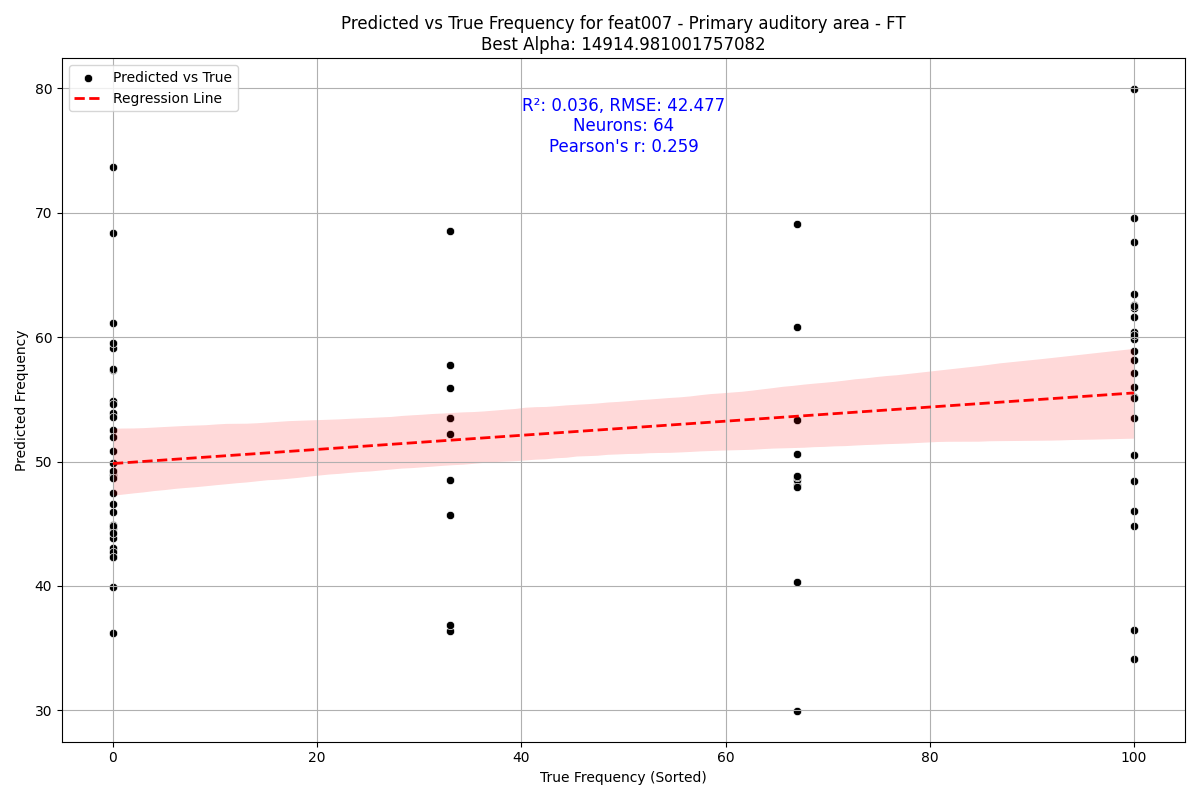 Predicted vs True Frequency for feat007 - Primary auditory area - FT
Best Alpha: 14914.981001757082
Predicted vs True
Regression Line
R²: 0.036, RMSE: 42.477
Neurons: 64
Pearson's r: 0.259
Predicted Frequency
80
70
60
50
40
30
0
20
40
60
80
100
True Frequency (Sorted)